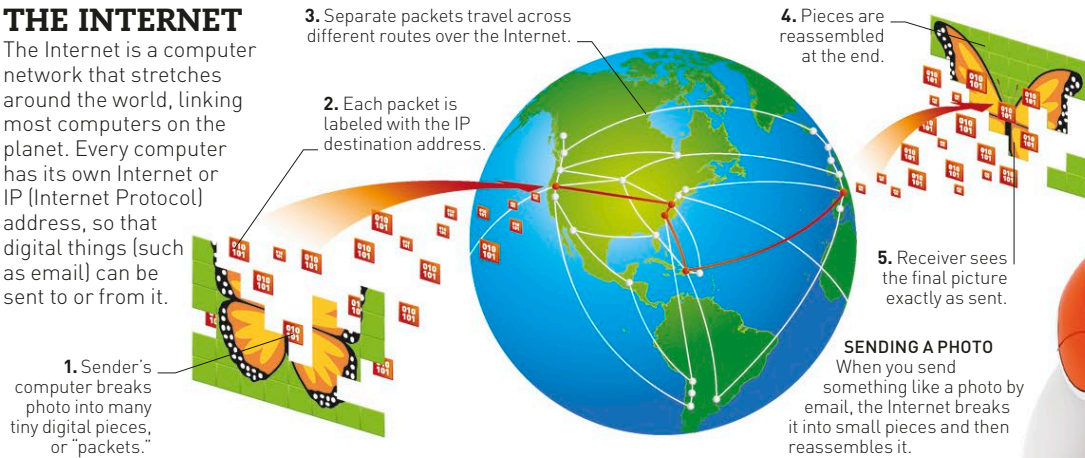 THE INTERNET
The Internet is a computer
network that stretches
around the world, linking
most computers on the
planet. Every computer
has its own Internet or
IP (Internet Protocol)
address, so that
digital things (such
as email) can be
sent to or from it.
1. Sender's
computer breaks
photo into many
tiny digital pieces,
or “packets.”
2. Each packet is
labeled with the IP
destination address.
3. Separate packets travel across
different routes over the Internet.
4. Pieces are
reassembled
at the end.
5. Receiver sees
the final picture
exactly as sent.
SENDING A PHOTO
When you send
something like a photo by
email, the Internet breaks
it into small pieces and then
reassembles it.
010
101